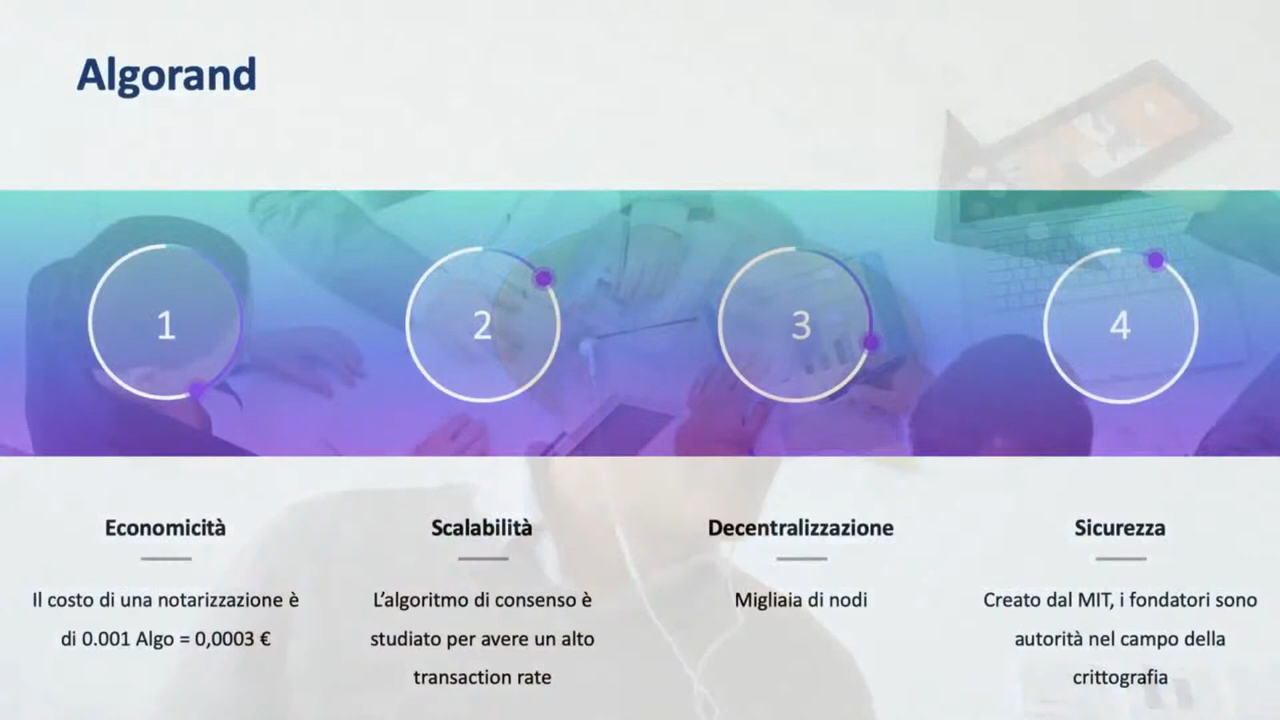 Algorand
1
2
3
4
Economicità
Il costo di una notarizzazione è
di 0.001 Algo = 0,0003 €
Scalabilità
L'algoritmo di consenso è
studiato per avere un alto
transaction rate
Decentralizzazione
Migliaia di nodi
Sicurezza
Creato dal MIT, i fondatori sono
autorità nel campo della
crittografia